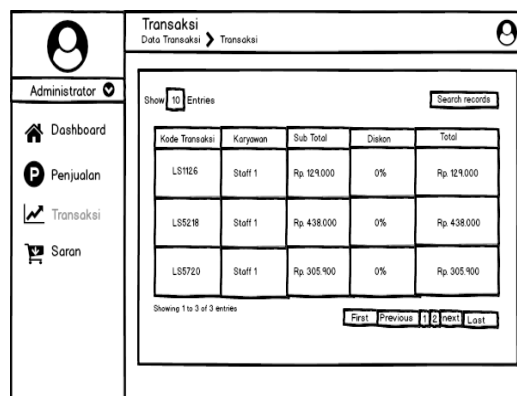 Administrator
Dashboard
P Penjualan
Transaksi
Saran
Transaksi
Data Transaksi Transaksi
Show 10 Entries Search records
Kode Transaksi Karyawan Sub Total Diskon Total
LS1126 Staff 1 Rp. 129.000 0% Rp. 129.000
LS5218 Staff 1 Rp. 438.000 0% Rp. 438.000
LS5720 Staff 1 Rp. 305.900 0% Rp. 305.900
Showing 1 to 3 of 3 entries
First Previous 1 2 next Last